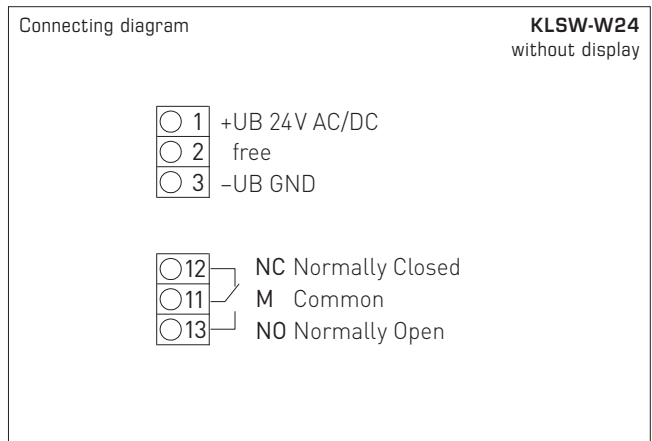 Connecting diagram
KLSW-W24
without display
1 +UB 24V AC/DC
2 free
3 –UB GND
12 NC Normally Closed
11 M Common
13 NO Normally Open